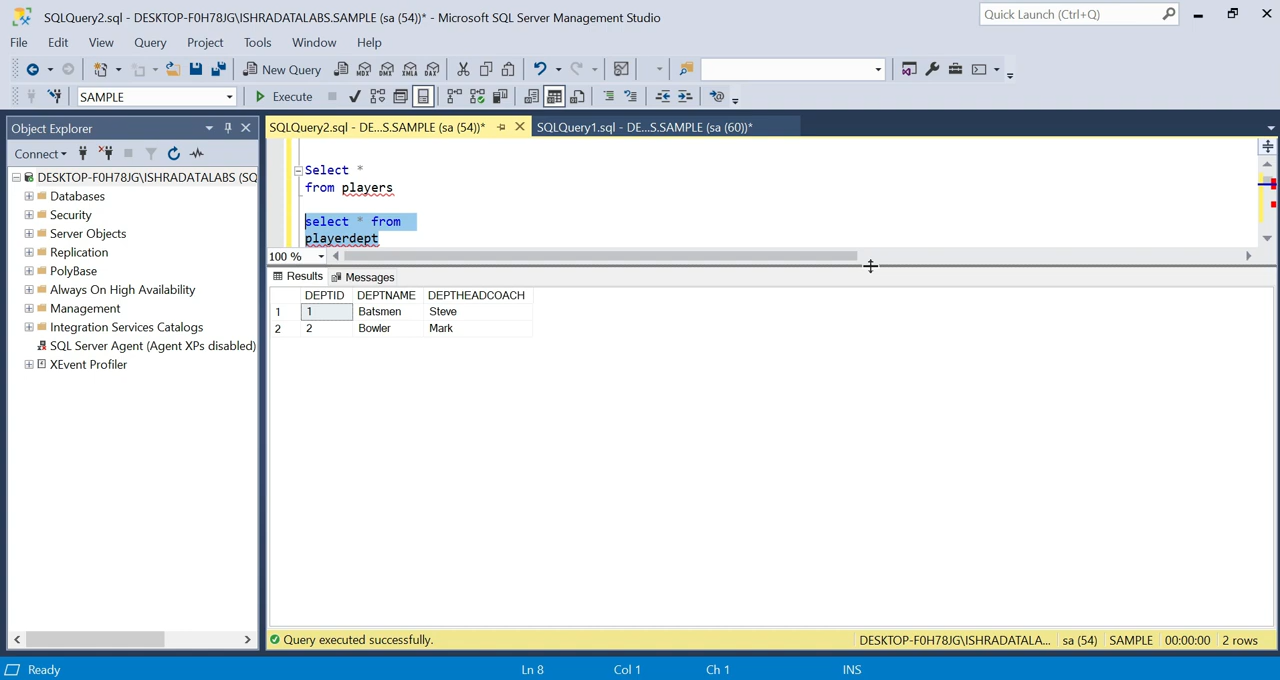 SQLQuery2.sql - DESKTOP-F0H78JG\ISHRADATALABS.SAMPLE (sa (54))* - Microsoft SQL Server Management Studio
Quick Launch (Ctrl+Q)
File Edit View Query Project Tools Window Help
New Query MDX DMX XMLA DAX
SAMPLE Execute
Object Explorer
SQLQuery2.sql - DE...S.SAMPLE (sa (54))* SQLQuery1.sql - DE...S.SAMPLE (sa (60))*
Connect
DESKTOP-F0H78JG\ISHRADATALABS (SQ
Databases
Security
Server Objects
Replication
PolyBase
Always On High Availability
Management
Integration Services Catalogs
SQL Server Agent (Agent XPs disabled)
XEvent Profiler
Select *
from players
select * from
playerdept
100 %
Results Messages
DEPTID DEPTNAME DEPTHEADCOACH
1 1 Batsmen Steve
2 2 Bowler Mark
Query executed successfully. DESKTOP-F0H78JG\ISHRADATALA... sa (54) SAMPLE 00:00:00 2 rows
Ready Ln 8 Col 1 Ch 1 INS